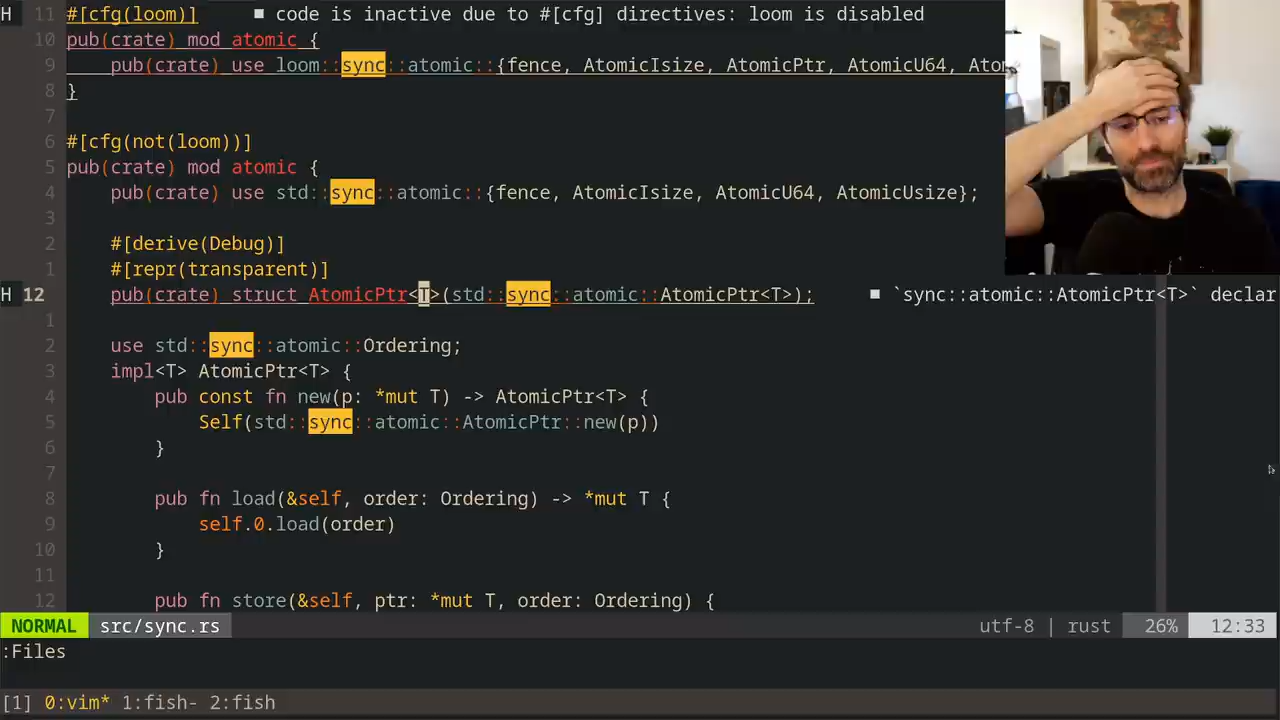 H 11 #[cfg(loom)] ■ code is inactive due to #[cfg] directives: loom is disabled
10 pub(crate) mod atomic {
9 pub(crate) use loom::sync::atomic::{fence, AtomicIsize, AtomicPtr, AtomicU64, Atom
8 }
7
6 #[cfg(not(loom))]
5 pub(crate) mod atomic {
4 pub(crate) use std::sync::atomic::{fence, AtomicIsize, AtomicU64, AtomicUsize};
3
2 #[derive(Debug)]
1 #[repr(transparent)]
H 12 pub(crate) struct AtomicPtr<T>(std::sync::atomic::AtomicPtr<T>); ■ `sync::atomic::AtomicPtr<T>` declar
1
2 use std::sync::atomic::Ordering;
3 impl<T> AtomicPtr<T> {
4 pub const fn new(p: *mut T) -> AtomicPtr<T> {
5 Self(std::sync::atomic::AtomicPtr::new(p))
6 }
7
8 pub fn load(&self, order: Ordering) -> *mut T {
9 self.0.load(order)
10 }
11
12 pub fn store(&self, ptr: *mut T, order: Ordering) {
NORMAL src/sync.rs utf-8 | rust 26% 12:33
:Files
[1] 0:vim* 1:fish- 2:fish